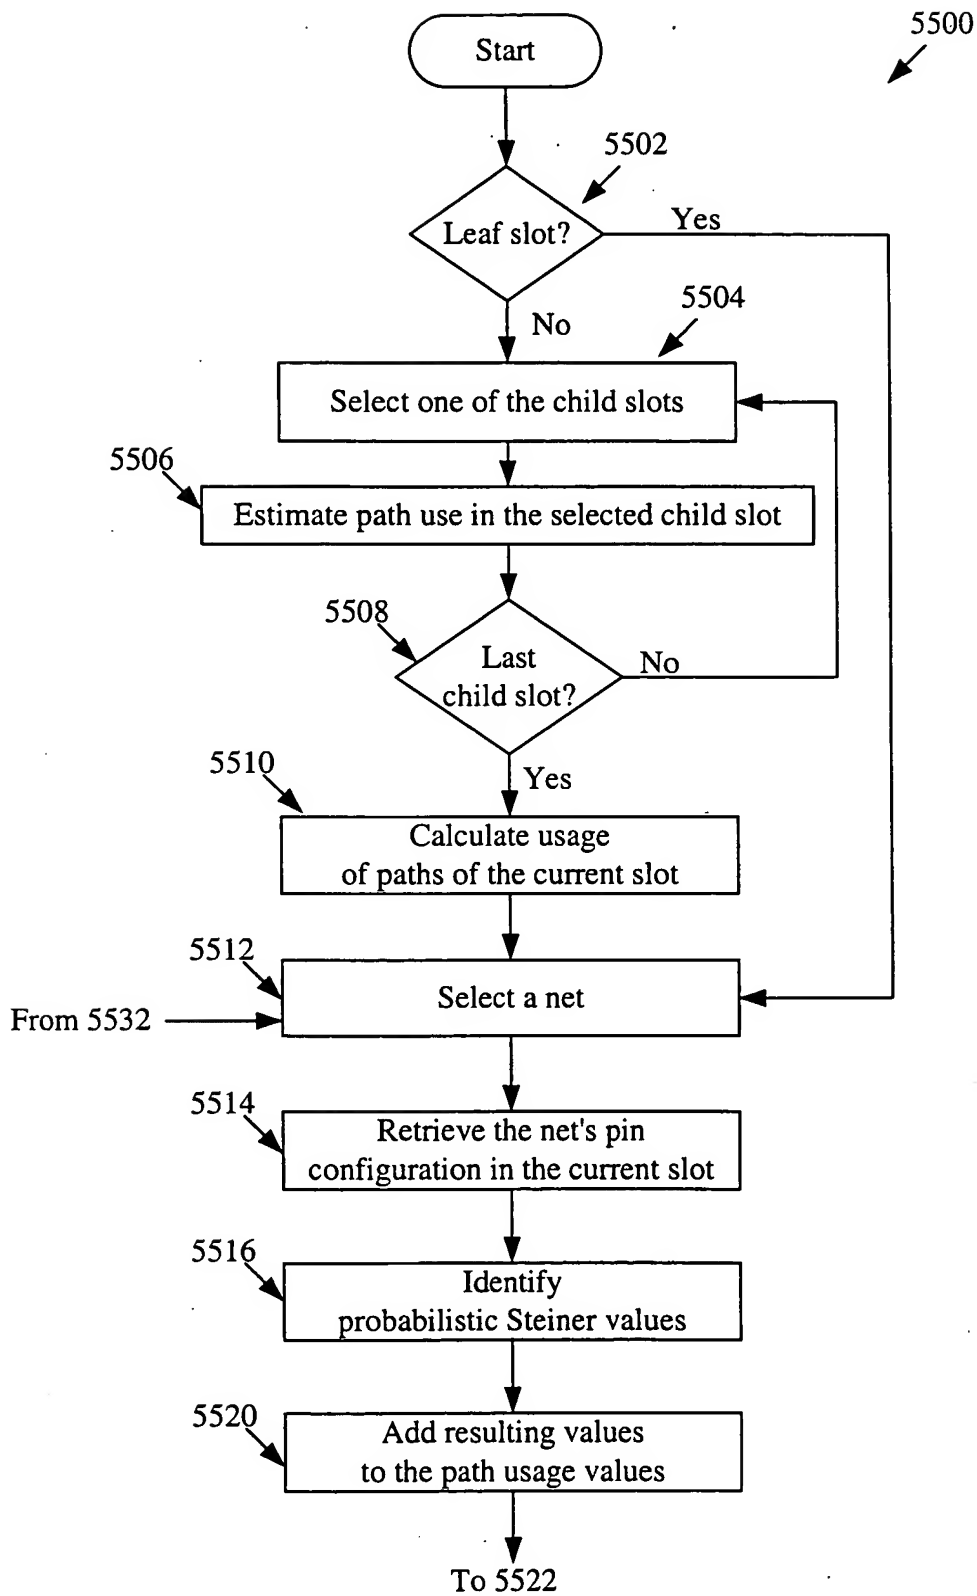 5500
Start
5502
Leaf slot?
Yes
No
5504
Select one of the child slots
5506
Estimate path use in the selected child slot
5508
Last
child slot?
No
Yes
5510
Calculate usage
of paths of the current slot
5512
Select a net
From 5532
5514
Retrieve the net's pin
configuration in the current slot
5516
Identify
probabilistic Steiner values
5520
Add resulting values
to the path usage values
To 5522